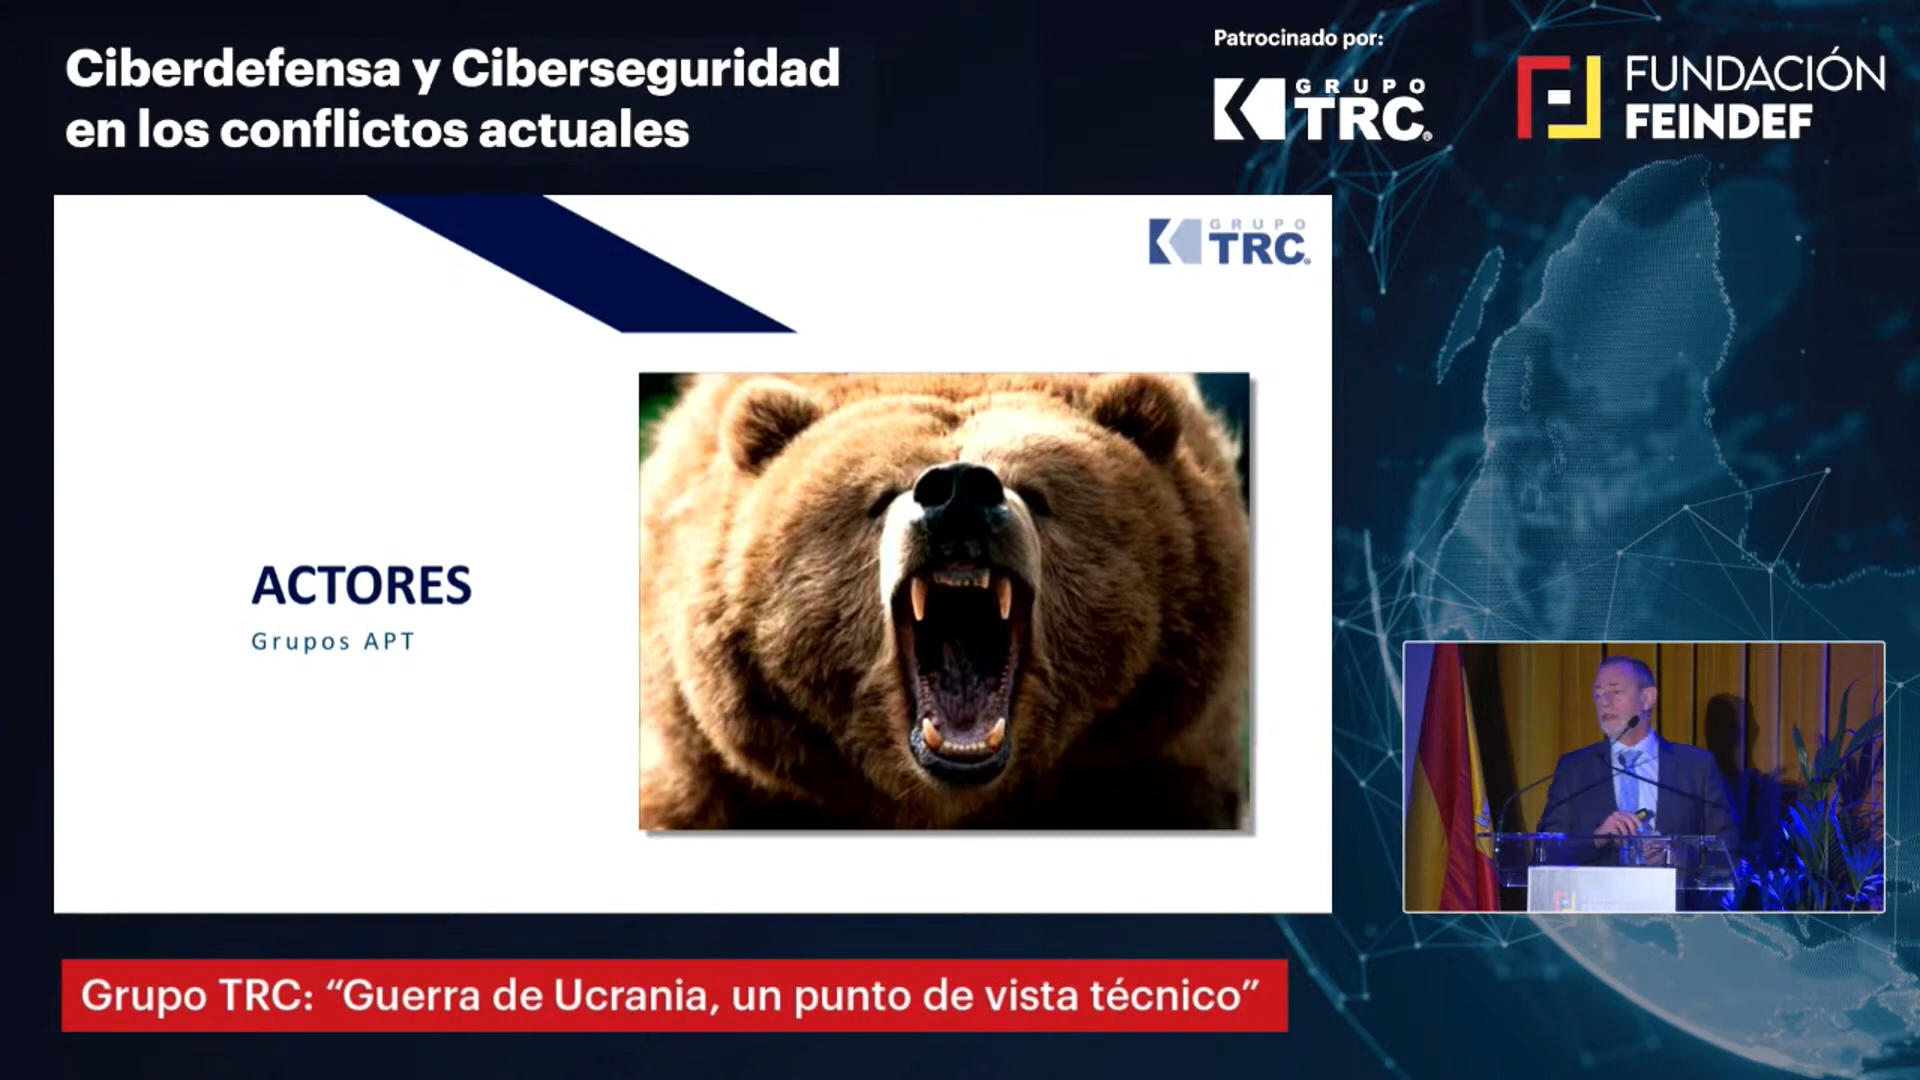 Ciberdefensa y Ciberseguridad
en los conflictos actuales
Patrocinado por:
GRUPO
TRC®
FUNDACIÓN
FEINDEF
GRUPO
TRC®
ACTORES
Grupos APT
Grupo TRC: “Guerra de Ucrania, un punto de vista técnico”